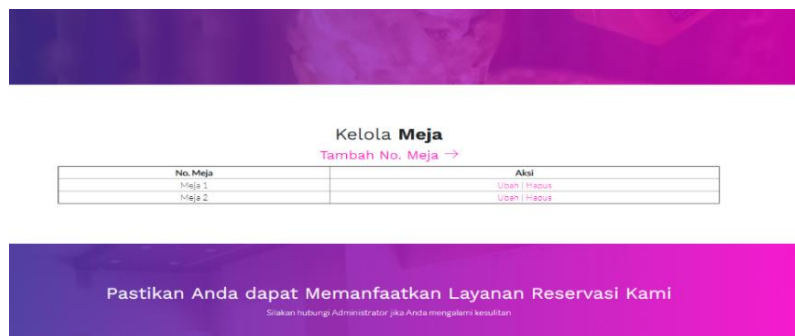 Kelola Meja
Tambah No. Meja →
No. Meja Aksi
Meja 1 Ubah | Hapus
Meja 2 Ubah | Hapus
Pastikan Anda dapat Memanfaatkan Layanan Reservasi Kami
Silakan hubungi Administrator jika Anda mengalami kesulitan